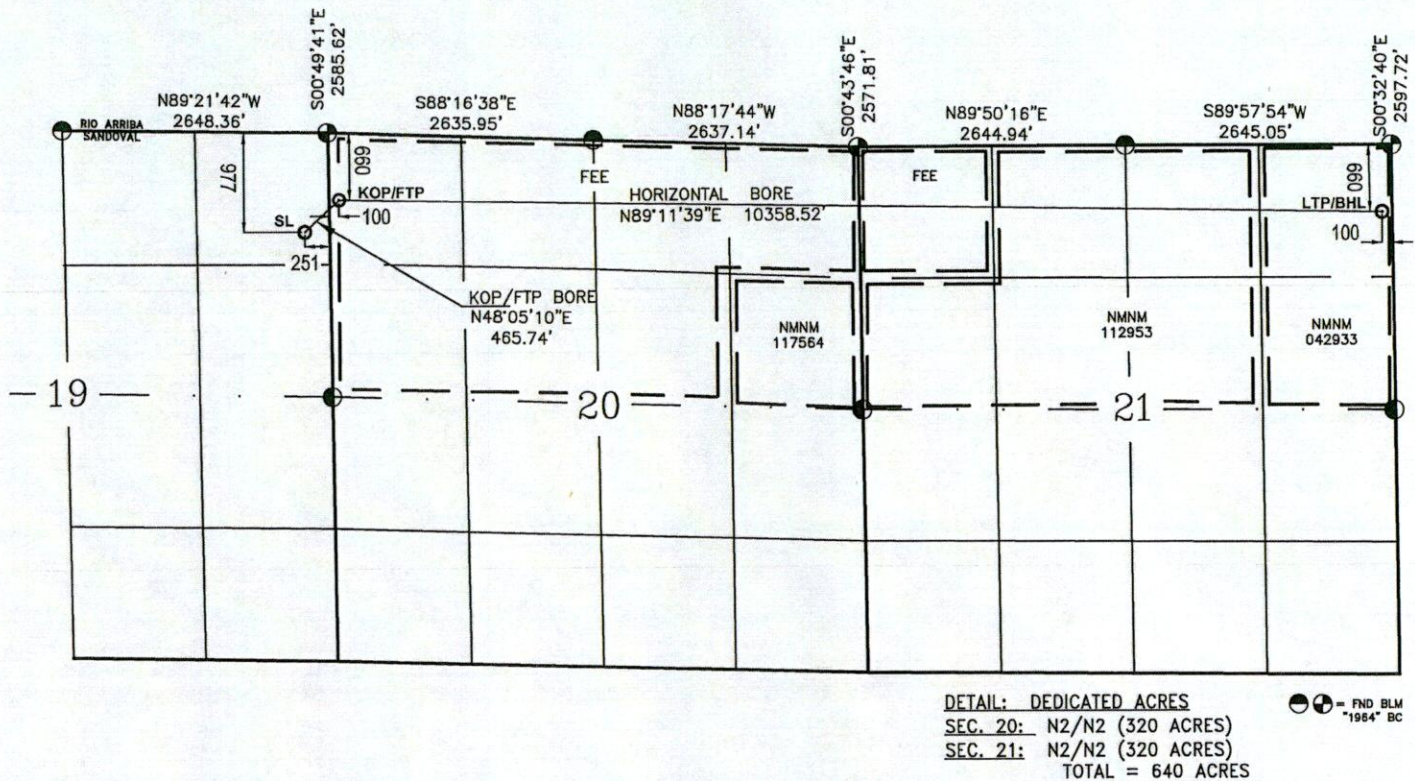 S00°49'41"E
2585.62'
S00°43'46"E
2571.81'
S00°32'40"E
2597.72'
N89°21'42"W
2648.36'
S88°16'38"E
2635.95'
N88°17'44"W
2637.14'
N89°50'16"E
2644.94'
S89°57'54"W
2645.05'
RIO ARRIBA
SANDOVAL
977
660
660
FEE
FEE
KOP/FTP
HORIZONTAL BORE
N89°11'39"E 10358.52'
LTP/BHL
100
100
SL
251
KOP/FTP BORE
N48°05'10"E
465.74'
NMNM
117564
NMNM
112953
NMNM
042933
19
20
21
DETAIL: DEDICATED ACRES
SEC. 20: N2/N2 (320 ACRES)
SEC. 21: N2/N2 (320 ACRES)
TOTAL = 640 ACRES
= FND BLM
"1964" BC